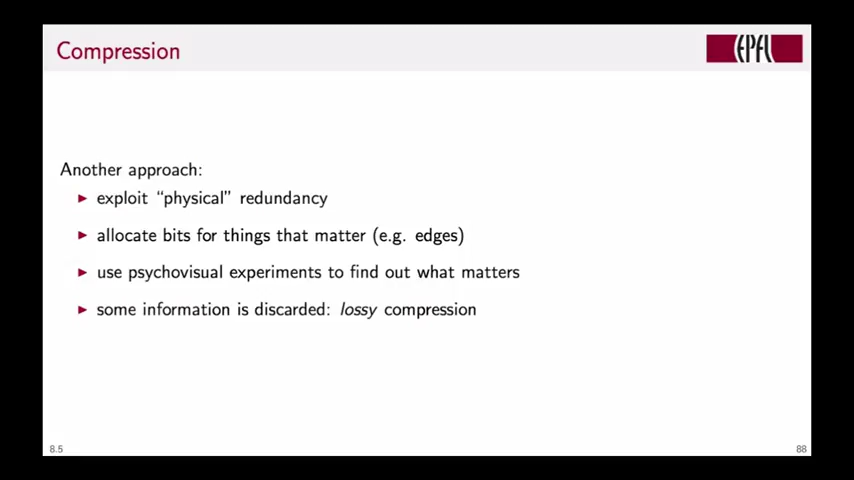 Compression
EPFL
Another approach:
▶ exploit “physical” redundancy
▶ allocate bits for things that matter (e.g. edges)
▶ use psychovisual experiments to find out what matters
▶ some information is discarded: lossy compression
8.5
88